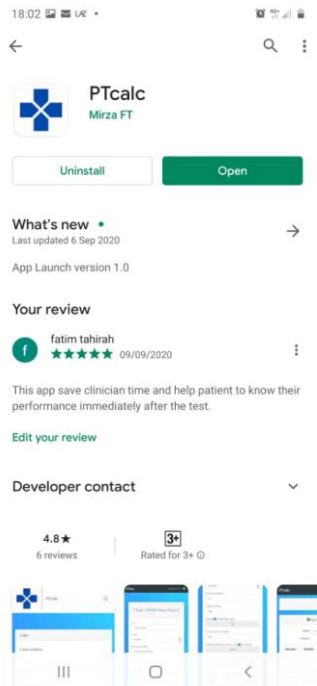 18:02
PTcalc
Mirza FT
Uninstall
Open
What's new
Last updated 6 Sep 2020
App Launch version 1.0
Your review
f
fatim tahirah
★★★★★ 09/09/2020
This app save clinician time and help patient to know their
performance immediately after the test.
Edit your review
Developer contact
4.8★
3+
6 reviews
Rated for 3+